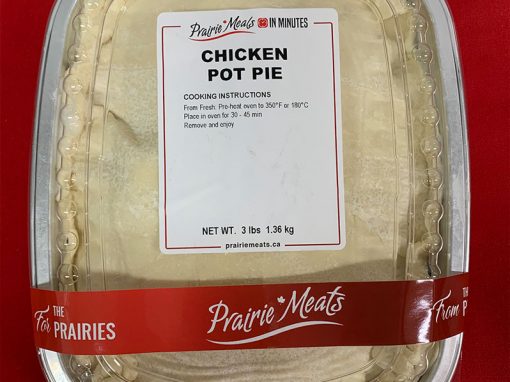 Prairie Meats IN MINUTES
CHICKEN
POT PIE
COOKING INSTRUCTIONS
From Fresh: Pre-heat oven to 350°F or 180°C
Place in oven for 30 - 45 min
Remove and enjoy
NET WT. 3 lbs 1.36 kg
prairiemeats.ca
For THE
PRAIRIES
Prairie Meats
From TH
P